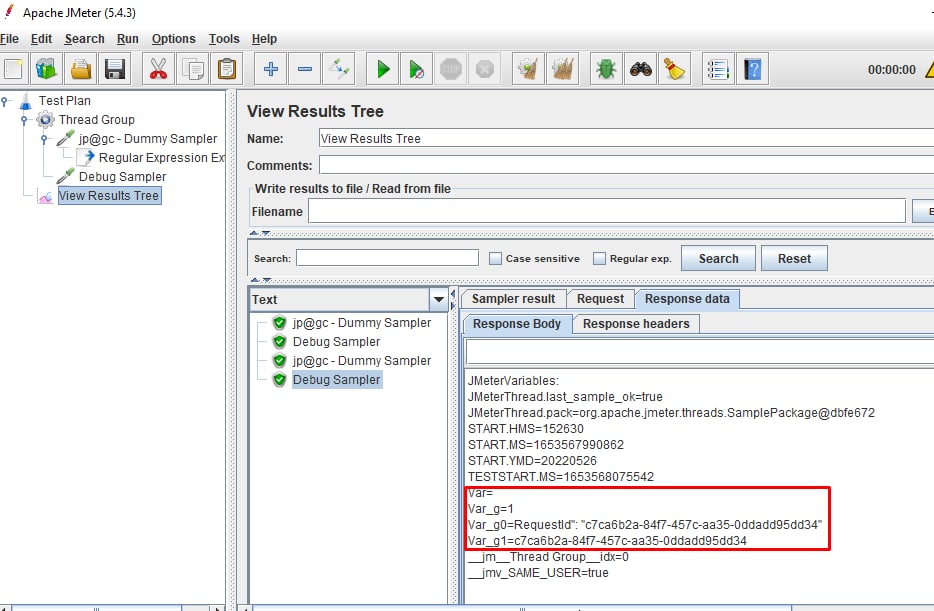 Apache JMeter (5.4.3)
File Edit Search Run Options Tools Help
STOP
00:00:00
Test Plan
Thread Group
jp@gc - Dummy Sampler
Regular Expression Ex
Debug Sampler
View Results Tree
View Results Tree
Name: View Results Tree
Comments:
Write results to file / Read from file
Filename
Search: Case sensitive Regular exp. Search Reset
Text
jp@gc - Dummy Sampler
Debug Sampler
jp@gc - Dummy Sampler
Debug Sampler
Sampler result Request Response data
Response Body Response headers
JMeterVariables:
JMeterThread.last_sample_ok=true
JMeterThread.pack=org.apache.jmeter.threads.SamplePackage@dbfe672
START.HMS=152630
START.MS=1653567990862
START.YMD=20220526
TESTSTART.MS=1653568075542
Var=
Var_g=1
Var_g0=RequestId": "c7ca6b2a-84f7-457c-aa35-0ddadd95dd34"
Var_g1=c7ca6b2a-84f7-457c-aa35-0ddadd95dd34
__jm__Thread Group__idx=0
__jmv_SAME_USER=true